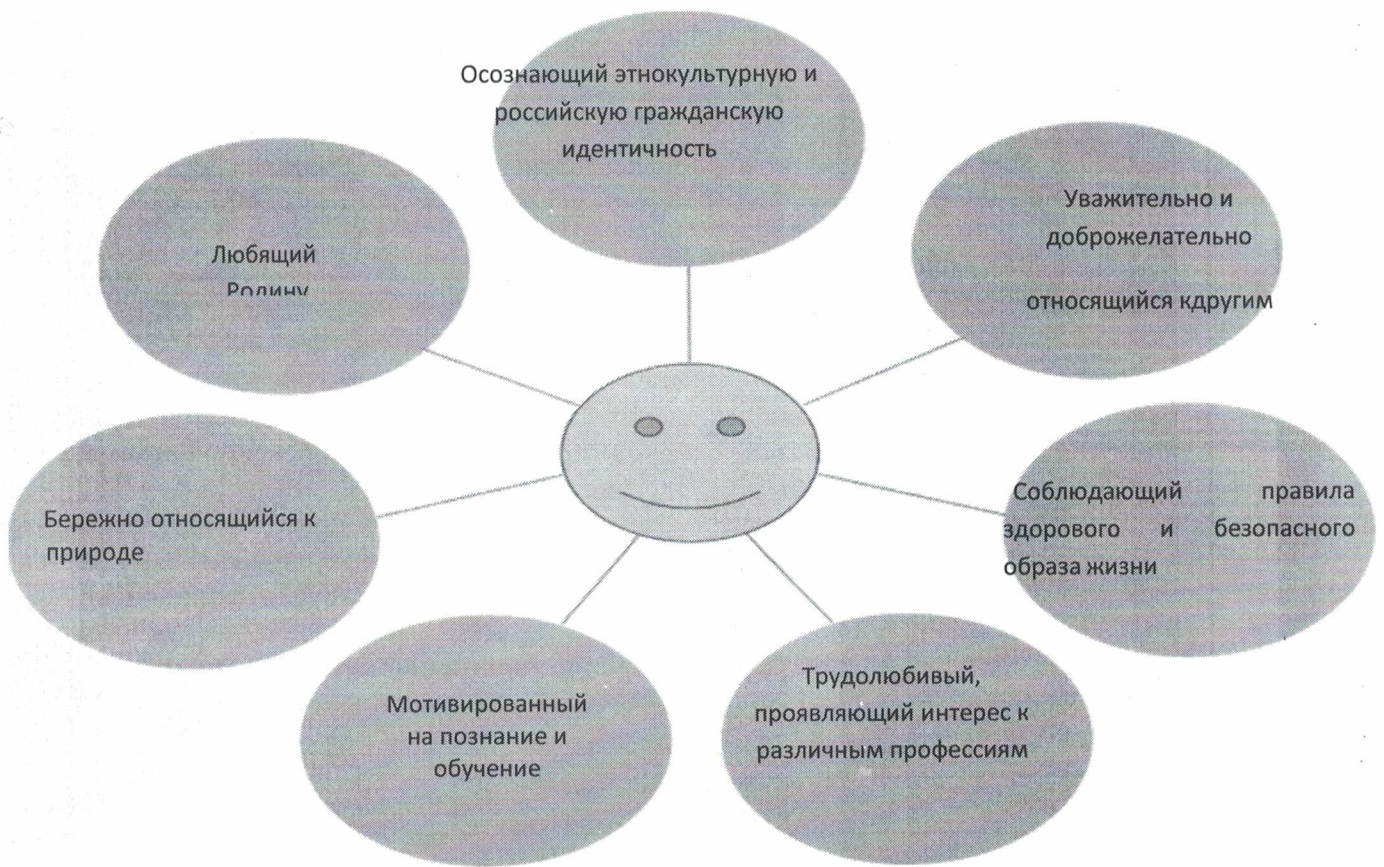 Осознающий этнокультурную и
российскую гражданскую
идентичность
Уважительно и
доброжелательно
относящийся кдругим
Любящий
Родину
Соблюдающий правила
здорового и безопасного
образа жизни
Бережно относящийся к
природе
Трудолюбивый,
проявляющий интерес к
различным профессиям
Мотивированный
на познание и
обучение